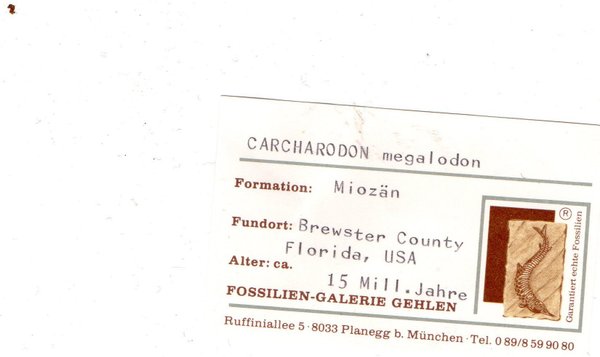 CARCHARODON megalodon
Formation: Miozän
Fundort: Brewster County
Florida, USA
Alter: ca.
15 Mill.Jahre
FOSSILIEN-GALERIE GEHLEN
Ruffiniallee 5 · 8033 Planegg b. München · Tel. 0 89/8 59 90 80
®
Garantiert echte Fossilien